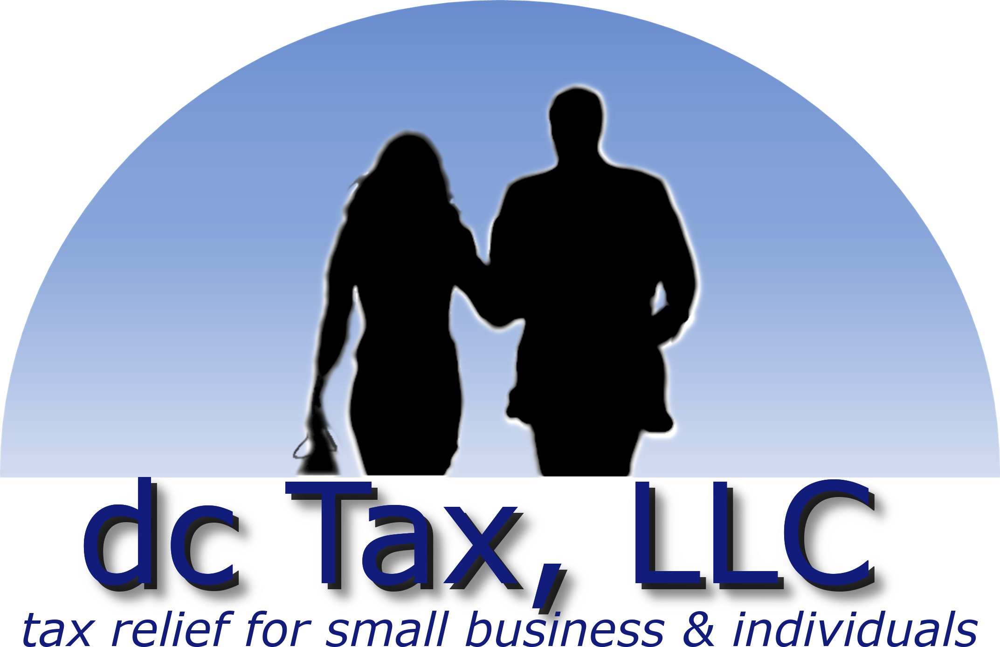 dc Tax, LLC
tax relief for small business & individuals